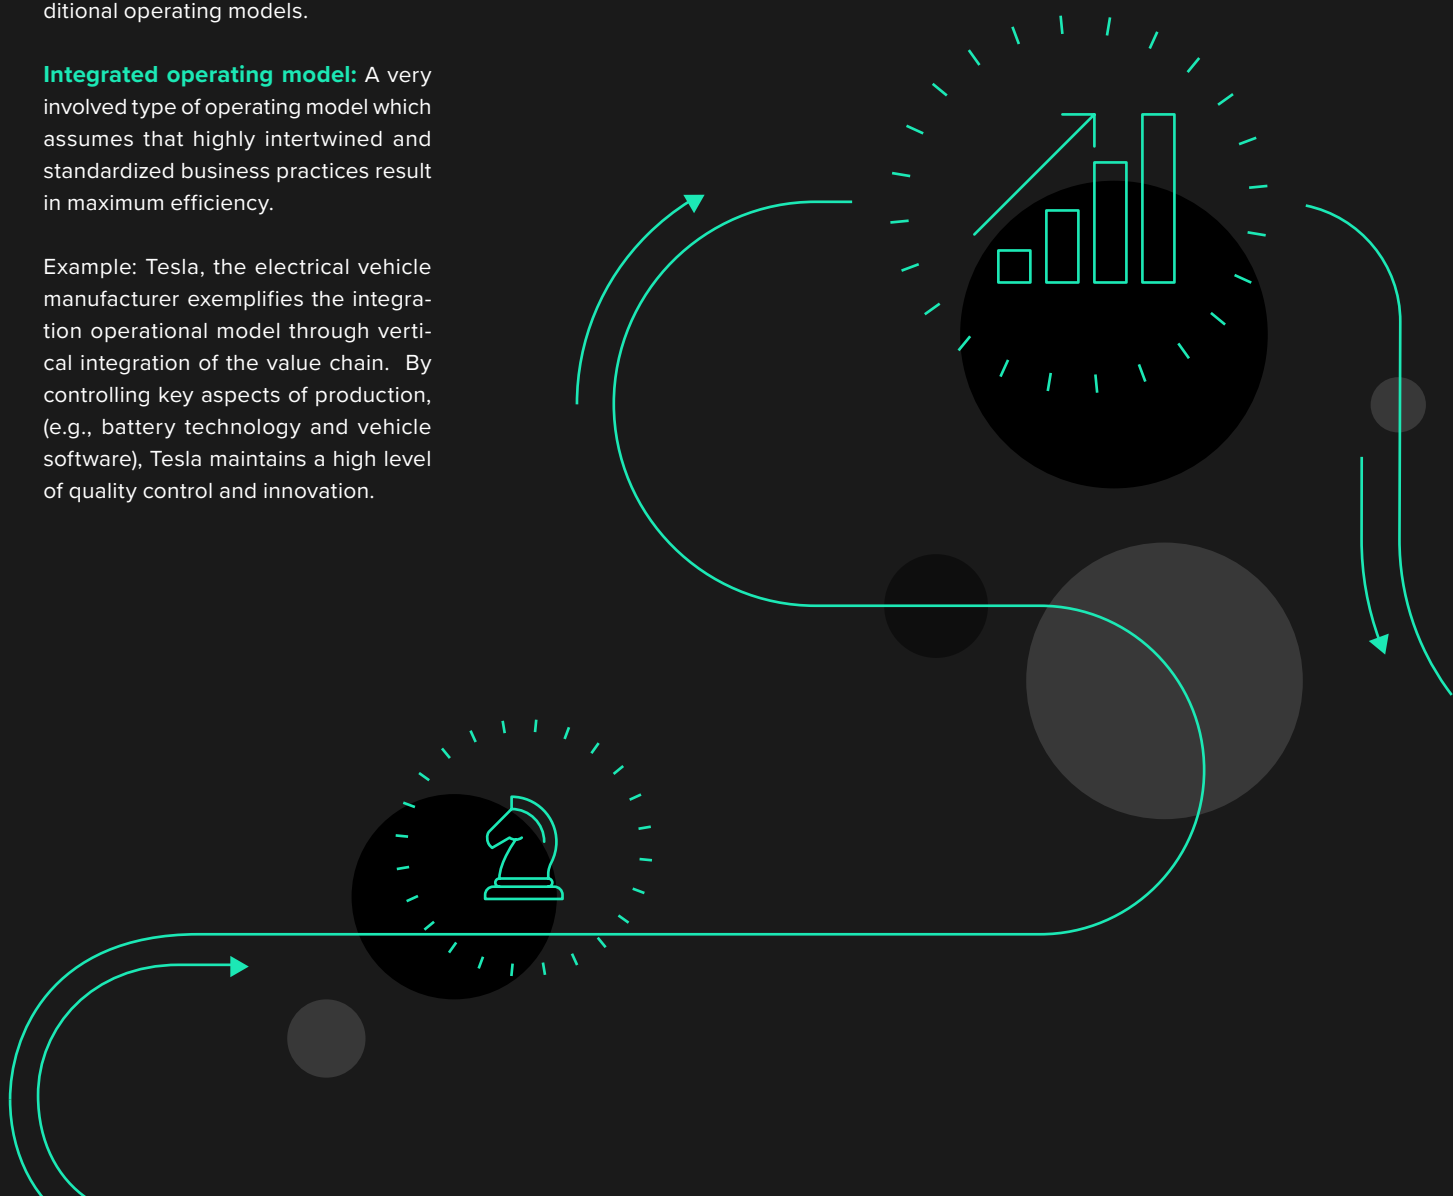 ditional operating models.
Integrated operating model: A very
involved type of operating model which
assumes that highly intertwined and
standardized business practices result
in maximum efficiency.
Example: Tesla, the electrical vehicle
manufacturer exemplifies the integra-
tion operational model through verti-
cal integration of the value chain.  By
controlling key aspects of production,
(e.g., battery technology and vehicle
software), Tesla maintains a high level
of quality control and innovation.